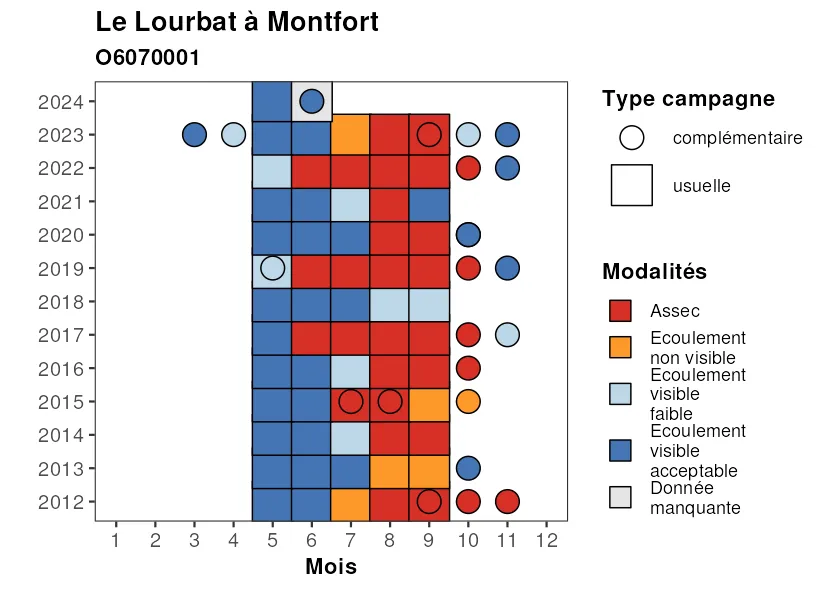 Le Lourbat à Montfort
O6070001
2024
2023
2022
2021
2020
2019
2018
2017
2016
2015
2014
2013
2012
1 2 3 4 5 6 7 8 9 10 11 12
Mois
Type campagne
complémentaire
usuelle
Modalités
Assec
Ecoulement
non visible
Ecoulement
visible
faible
Ecoulement
visible
acceptable
Donnée
manquante